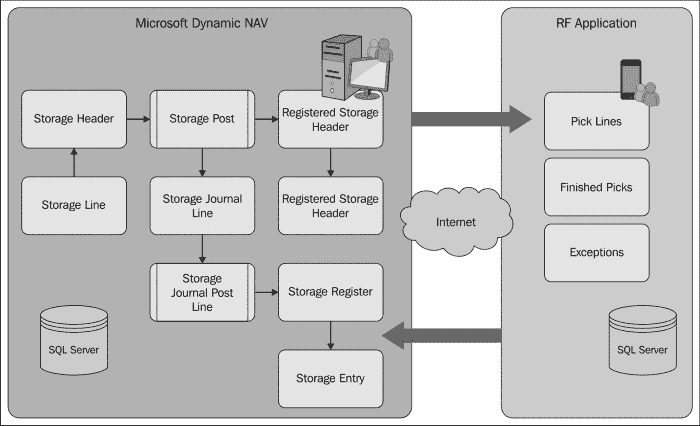 Microsoft Dynamic NAV
RF Application
Storage Header
Storage Post
Registered Storage
Header
Storage Line
Storage Journal
Line
Registered Storage
Header
Storage
Journal Post
Line
Storage Register
Storage Entry
SQL Server
Internet
Pick Lines
Finished Picks
Exceptions
SQL Server